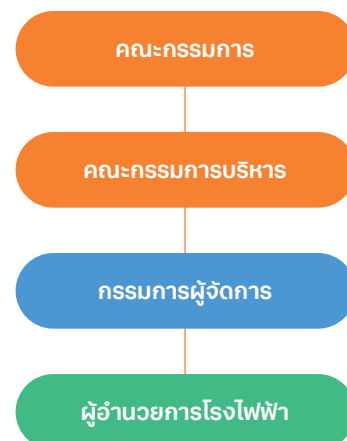 คณะกรรมการ
คณะกรรมการบริหาร
กรรมการผู้จัดการ
ผู้อำนวยการโรงไฟฟ้า